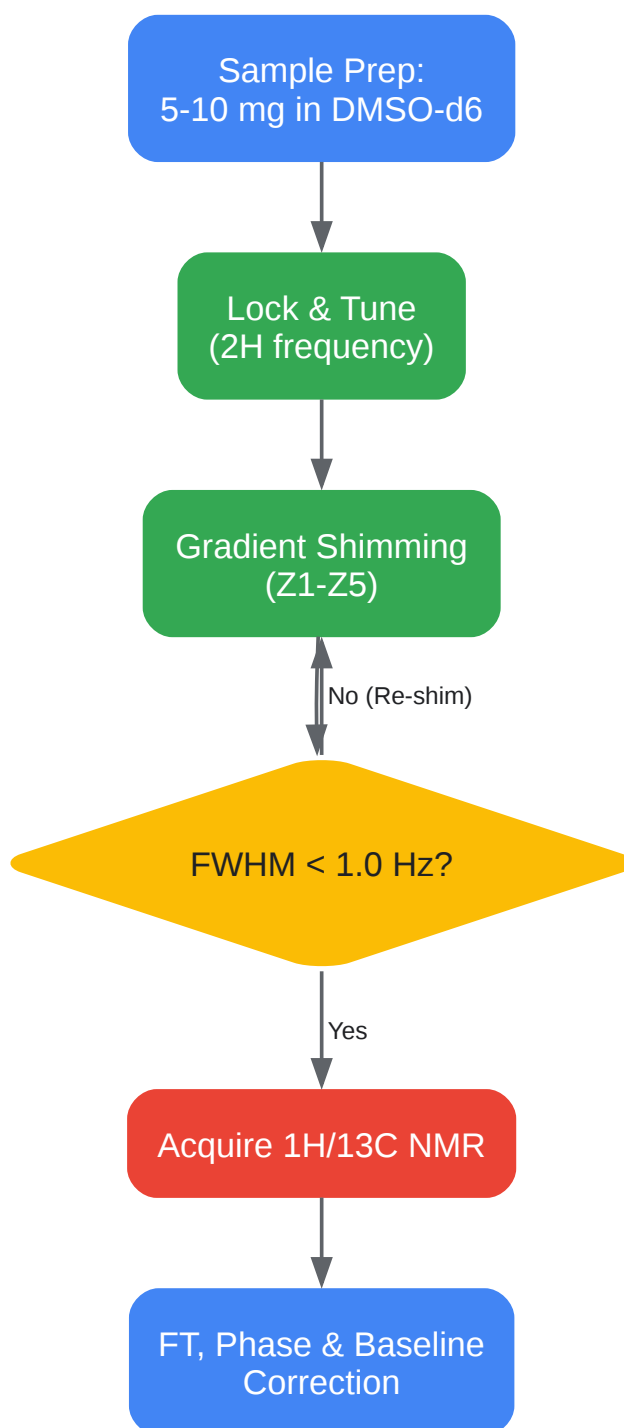 Sample Prep:
5-10 mg in DMSO-d6
Lock & Tune
(2H frequency)
Gradient Shimming
(Z1-Z5)
No (Re-shim)
FWHM < 1.0 Hz?
Yes
Acquire 1H/13C NMR
FT, Phase & Baseline
Correction